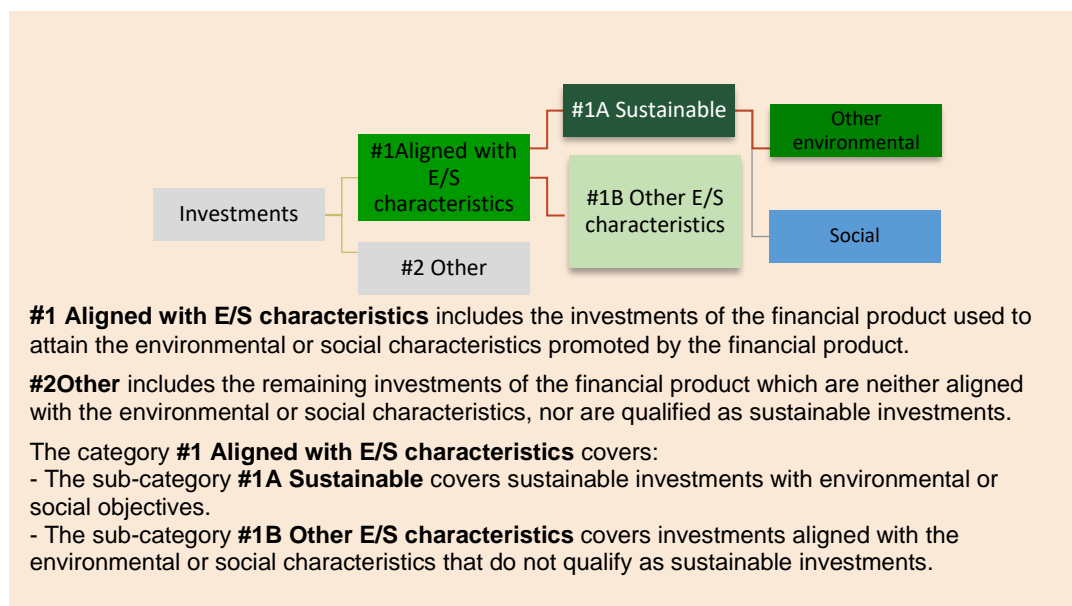 #1A Sustainable
Other
environmental
#1Aligned with
E/S
characteristics
#1B Other E/S
characteristics
Investments
Social
#2 Other
#1 Aligned with E/S characteristics includes the investments of the financial product used to
attain the environmental or social characteristics promoted by the financial product.
#2Other includes the remaining investments of the financial product which are neither aligned
with the environmental or social characteristics, nor are qualified as sustainable investments.
The category #1 Aligned with E/S characteristics covers:
- The sub-category #1A Sustainable covers sustainable investments with environmental or
social objectives.
- The sub-category #1B Other E/S characteristics covers investments aligned with the
environmental or social characteristics that do not qualify as sustainable investments.